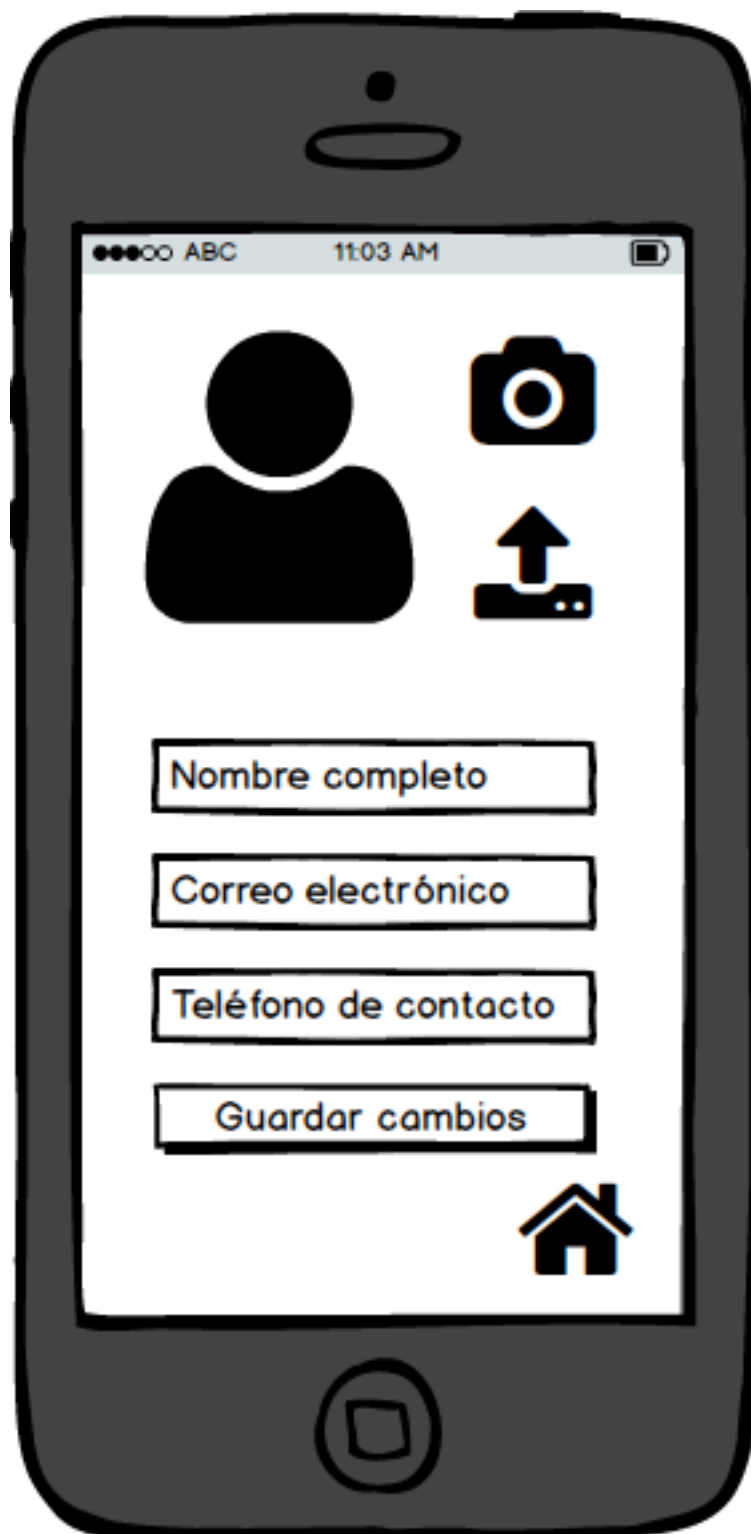 ABC 11:03 AM
Nombre completo
Correo electrónico
Teléfono de contacto
Guardar cambios